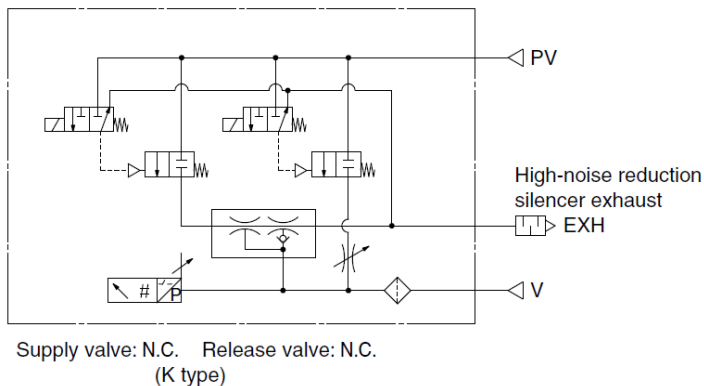 PV
High-noise reduction
silencer exhaust
EXH
# P
V
Supply valve: N.C. Release valve: N.C.
(K type)